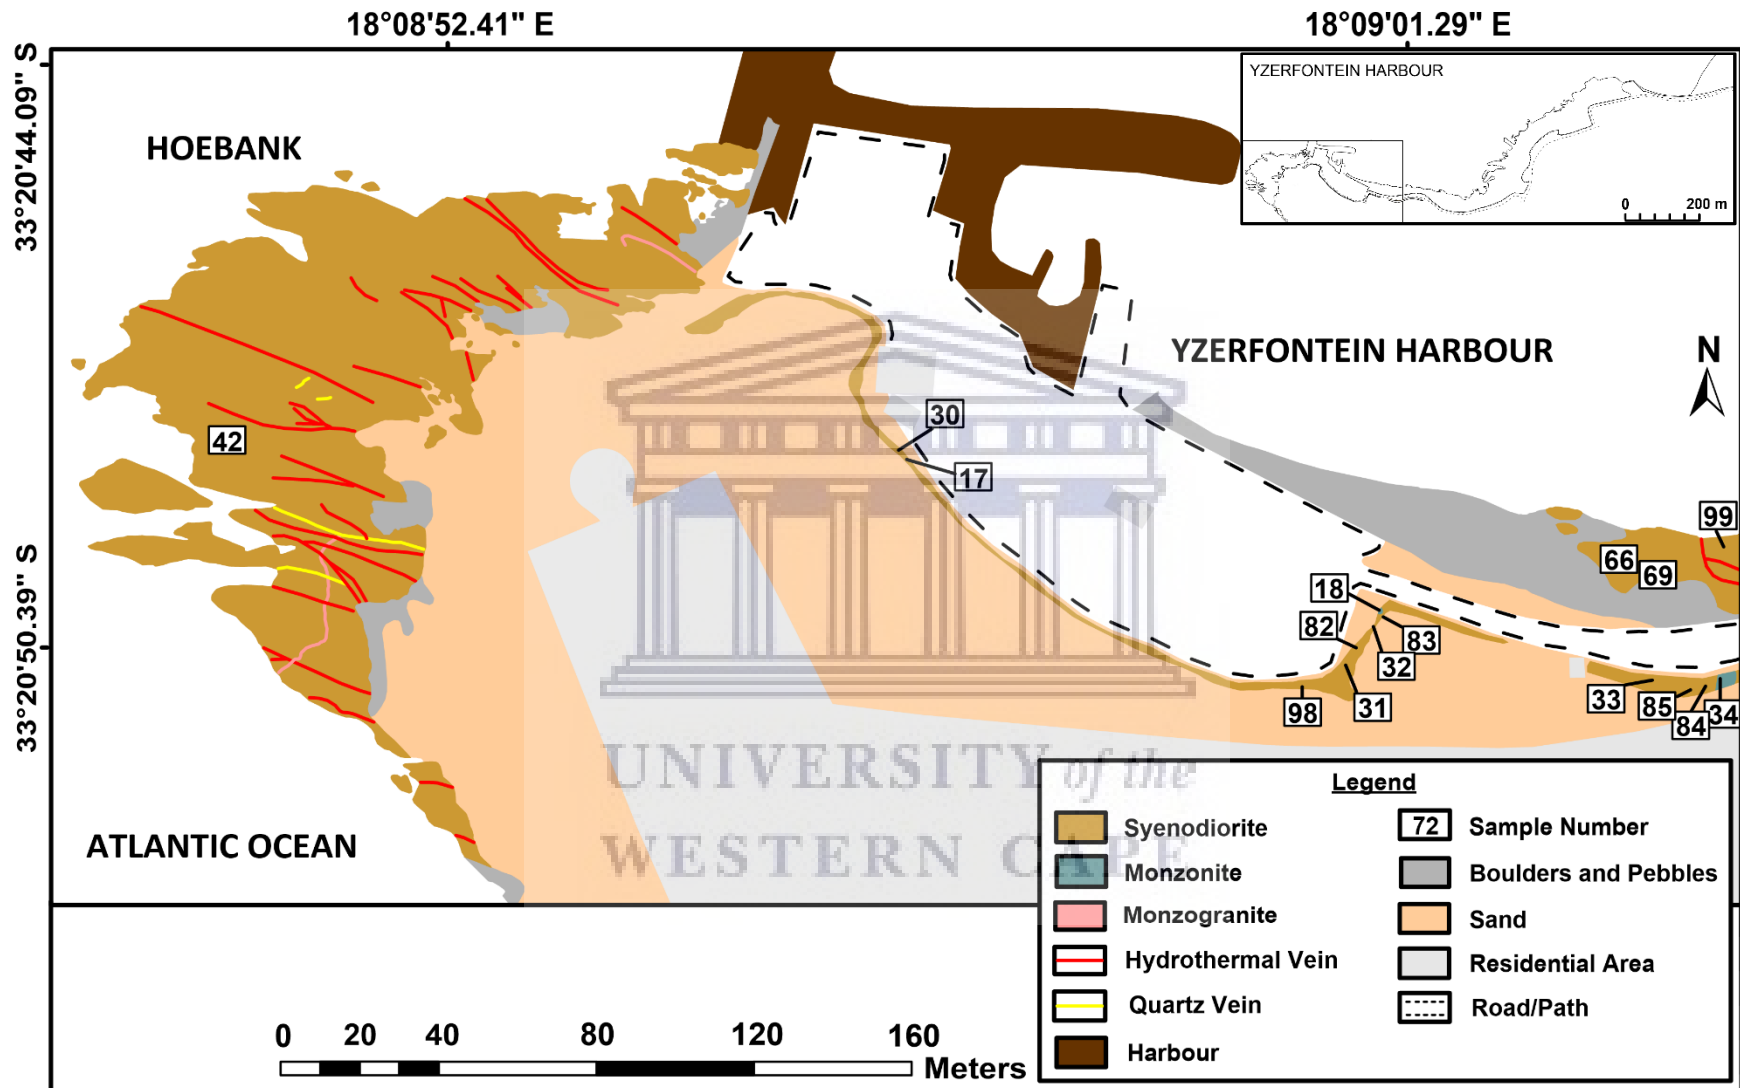 18°08'52.41" E
18°09'01.29" E
33°20'44.09" S
33°20'50.39" S
YZERFONTEIN HARBOUR
0 200 m
HOEBANK
YZERFONTEIN HARBOUR
N
42
30
17
99
66
69
18
82
83
32
31
98
33
85
84
34
ATLANTIC OCEAN
UNIVERSITY of the
WESTERN CAPE
Legend
Syenodiorite
Monzonite
Monzogranite
Hydrothermal Vein
Quartz Vein
Harbour
72 Sample Number
Boulders and Pebbles
Sand
Residential Area
Road/Path
0 20 40 80 120 160
Meters